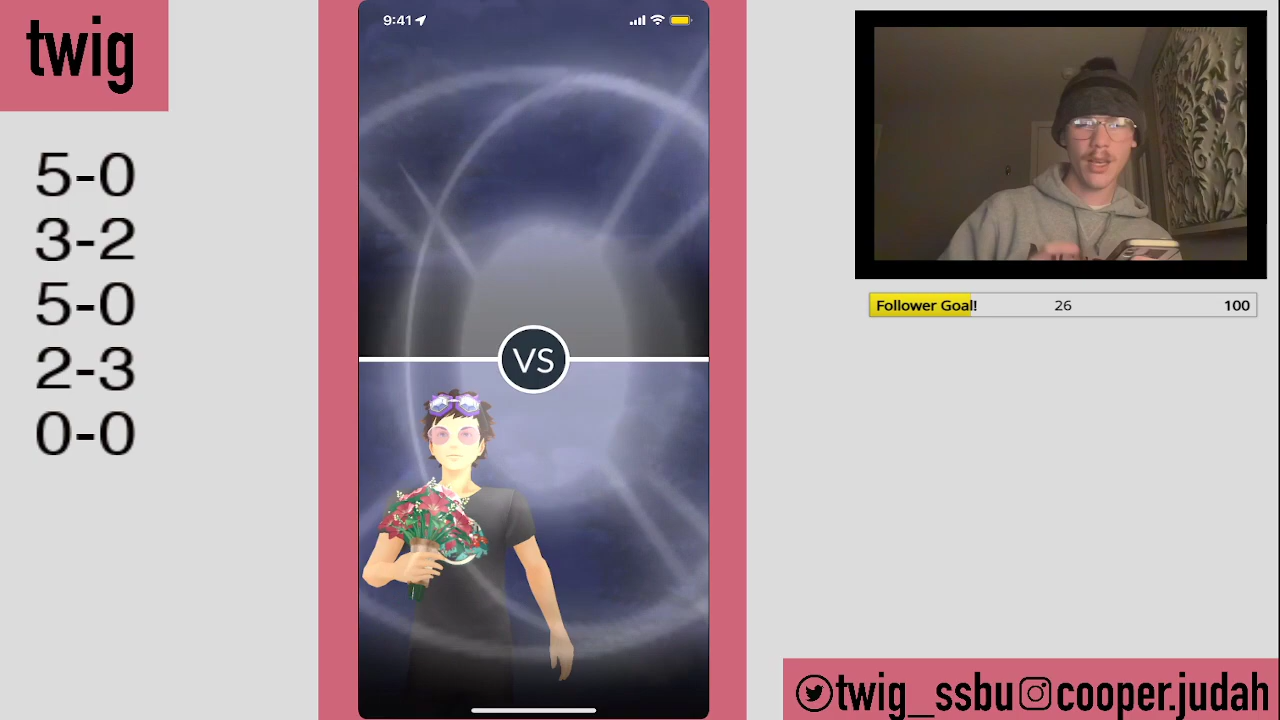 twig
5-0
3-2
5-0
2-3
0-0
9:41
VS
Follower Goal! 26 100
twig_ssbu cooper.judah